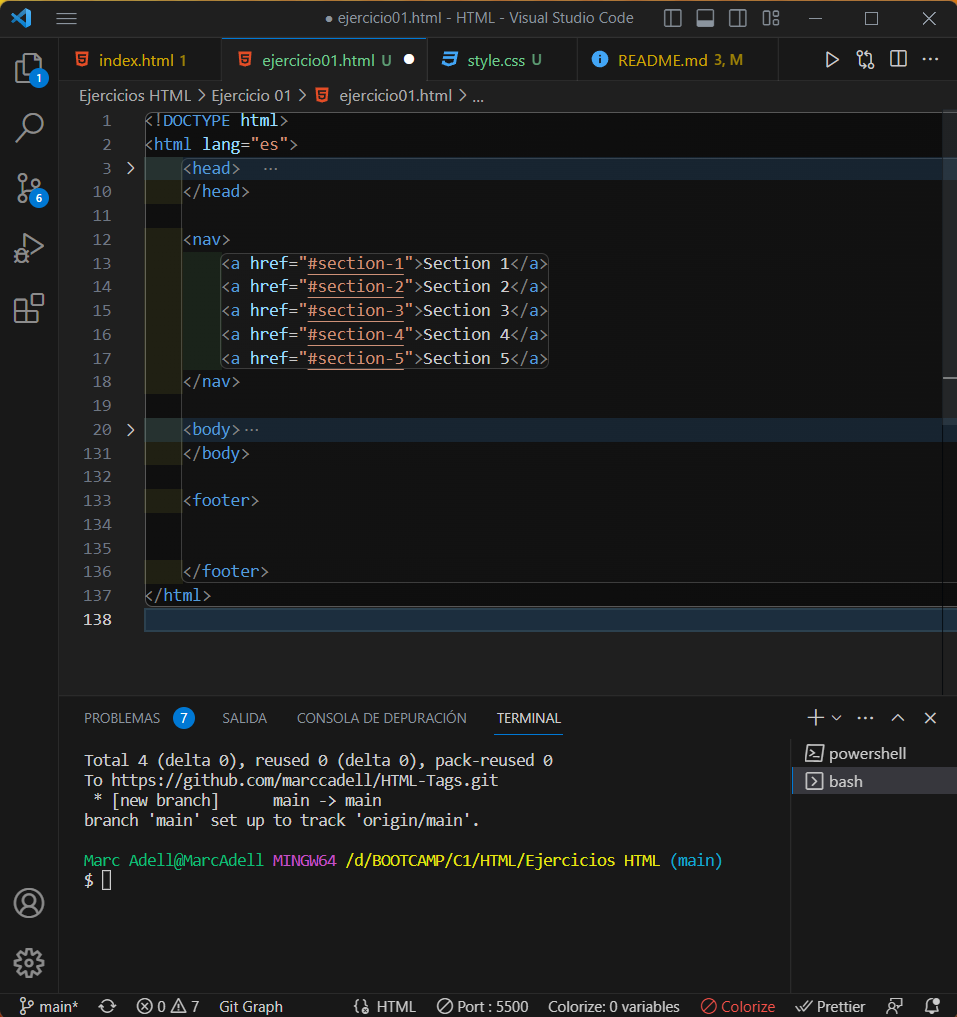 ● ejercicio01.html - HTML - Visual Studio Code
index.html 1
ejercicio01.html U ●
style.css U
README.md 3, M
Ejercicios HTML > Ejercicio 01 > ejercicio01.html > ...
1 <!DOCTYPE html>
2 <html lang="es">
3 <head> ...
10 </head>
11
12 <nav>
13 <a href="#section-1">Section 1</a>
14 <a href="#section-2">Section 2</a>
15 <a href="#section-3">Section 3</a>
16 <a href="#section-4">Section 4</a>
17 <a href="#section-5">Section 5</a>
18 </nav>
19
20 <body>...
131 </body>
132
133 <footer>
134
135
136 </footer>
137 </html>
138
1
6
PROBLEMAS 7 SALIDA CONSOLA DE DEPURACIÓN TERMINAL
Total 4 (delta 0), reused 0 (delta 0), pack-reused 0
To https://github.com/marccadell/HTML-Tags.git
* [new branch] main -> main
branch 'main' set up to track 'origin/main'.
Marc Adell@MarcAdell MINGW64 /d/BOOTCAMP/C1/HTML/Ejercicios HTML (main)
$
powershell
bash
main* 0 7 Git Graph HTML Port : 5500 Colorize: 0 variables Colorize Prettier